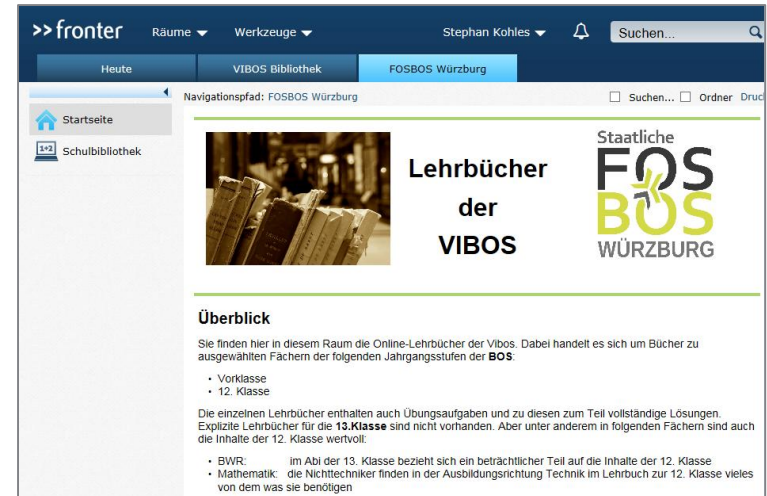 >>fronter Räume Werkzeuge Stephan Kohles Suchen...
Heute VIBOS Bibliothek FOSBOS Würzburg
Navigationspfad: FOSBOS Würzburg Suchen... Ordner Druc
Startseite
1+2 Schulbibliothek
Lehrbücher
der
VIBOS
Staatliche
FOS
BOS
WÜRZBURG
Überblick
Sie finden hier in diesem Raum die Online-Lehrbücher der Vibos. Dabei handelt es sich um Bücher zu
ausgewählten Fächern der folgenden Jahrgangsstufen der BOS:
• Vorklasse
• 12. Klasse
Die einzelnen Lehrbücher enthalten auch Übungsaufgaben und zu diesen zum Teil vollständige Lösungen.
Explizite Lehrbücher für die 13.Klasse sind nicht vorhanden. Aber unter anderem in folgenden Fächern sind auch
die Inhalte der 12. Klasse wertvoll:
• BWR: im Abi der 13. Klasse bezieht sich ein beträchtlicher Teil auf die Inhalte der 12. Klasse
• Mathematik: die Nichttechniker finden in der Ausbildungsrichtung Technik im Lehrbuch zur 12. Klasse vieles
von dem was sie benötigen